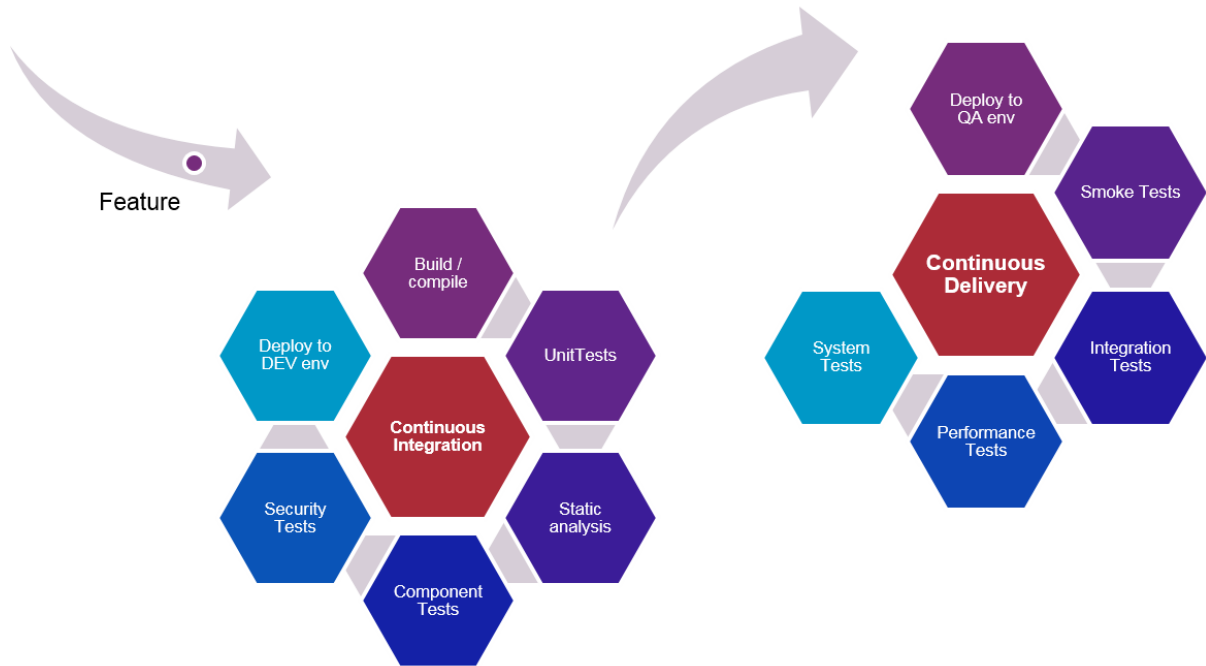 Feature
Build /
compile
UnitTests
Static
analysis
Component
Tests
Security
Tests
Deploy to
DEV env
Continuous
Integration
Deploy to
QA env
Smoke Tests
Integration
Tests
Performance
Tests
System
Tests
Continuous
Delivery